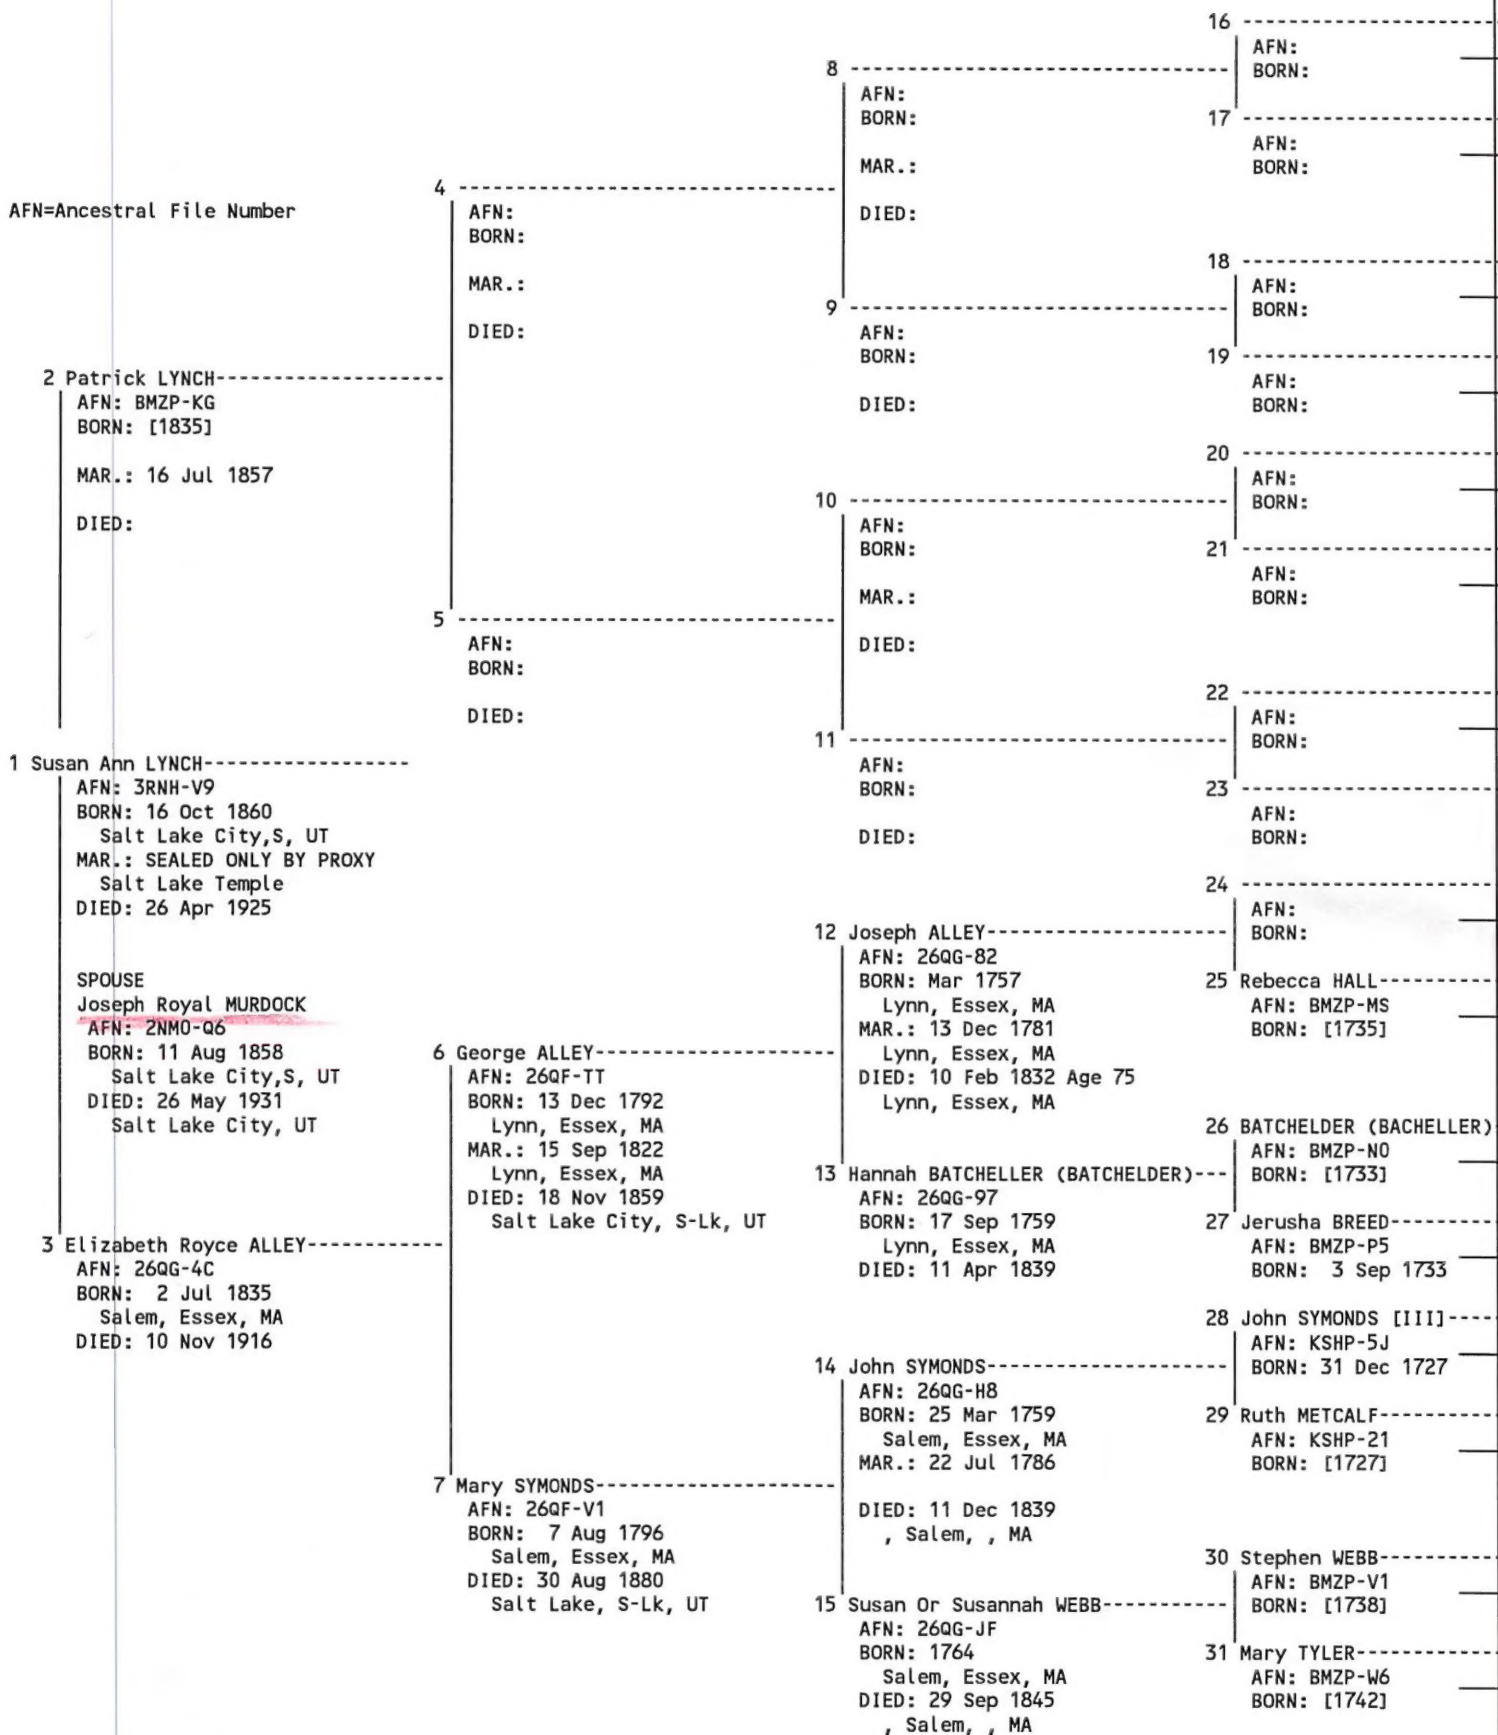 AFN=Ancestral File Number
2 Patrick LYNCH
AFN: BMZP-KG
BORN: [1835]
MAR.: 16 Jul 1857
DIED:
1 Susan Ann LYNCH
AFN: 3RNH-V9
BORN: 16 Oct 1860
Salt Lake City,S, UT
MAR.: SEALED ONLY BY PROXY
Salt Lake Temple
DIED: 26 Apr 1925
SPOUSE
Joseph Royal MURDOCK
AFN: 2NM0-Q6
BORN: 11 Aug 1858
Salt Lake City,S, UT
DIED: 26 May 1931
Salt Lake City, UT
3 Elizabeth Royce ALLEY
AFN: 26QG-4C
BORN: 2 Jul 1835
Salem, Essex, MA
DIED: 10 Nov 1916
4
AFN:
BORN:
MAR.:
DIED:
5
AFN:
BORN:
DIED:
6 George ALLEY
AFN: 26QF-TT
BORN: 13 Dec 1792
Lynn, Essex, MA
MAR.: 15 Sep 1822
Lynn, Essex, MA
DIED: 18 Nov 1859
Salt Lake City, S-Lk, UT
7 Mary SYMONDS
AFN: 26QF-V1
BORN: 7 Aug 1796
Salem, Essex, MA
DIED: 30 Aug 1880
Salt Lake, S-Lk, UT
8
AFN:
BORN:
MAR.:
DIED:
9
AFN:
BORN:
DIED:
10
AFN:
BORN:
MAR.:
DIED:
11
AFN:
BORN:
DIED:
12 Joseph ALLEY
AFN: 26QG-82
BORN: Mar 1757
Lynn, Essex, MA
MAR.: 13 Dec 1781
Lynn, Essex, MA
DIED: 10 Feb 1832 Age 75
Lynn, Essex, MA
13 Hannah BATCHELLER (BATCHELDER)
AFN: 26QG-97
BORN: 17 Sep 1759
Lynn, Essex, MA
DIED: 11 Apr 1839
14 John SYMONDS
AFN: 26QG-H8
BORN: 25 Mar 1759
Salem, Essex, MA
MAR.: 22 Jul 1786
DIED: 11 Dec 1839
, Salem, , MA
15 Susan Or Susannah WEBB
AFN: 26QG-JF
BORN: 1764
Salem, Essex, MA
DIED: 29 Sep 1845
, Salem, , MA
16
AFN:
BORN:
17
AFN:
BORN:
18
AFN:
BORN:
19
AFN:
BORN:
20
AFN:
BORN:
21
AFN:
BORN:
22
AFN:
BORN:
23
AFN:
BORN:
24
AFN:
BORN:
25 Rebecca HALL
AFN: BMZP-MS
BORN: [1735]
26 BATCHELDER (BACHELLER)
AFN: BMZP-N0
BORN: [1733]
27 Jerusha BREED
AFN: BMZP-P5
BORN: 3 Sep 1733
28 John SYMONDS [III]
AFN: KSHP-5J
BORN: 31 Dec 1727
29 Ruth METCALF
AFN: KSHP-21
BORN: [1727]
30 Stephen WEBB
AFN: BMZP-V1
BORN: [1738]
31 Mary TYLER
AFN: BMZP-W6
BORN: [1742]